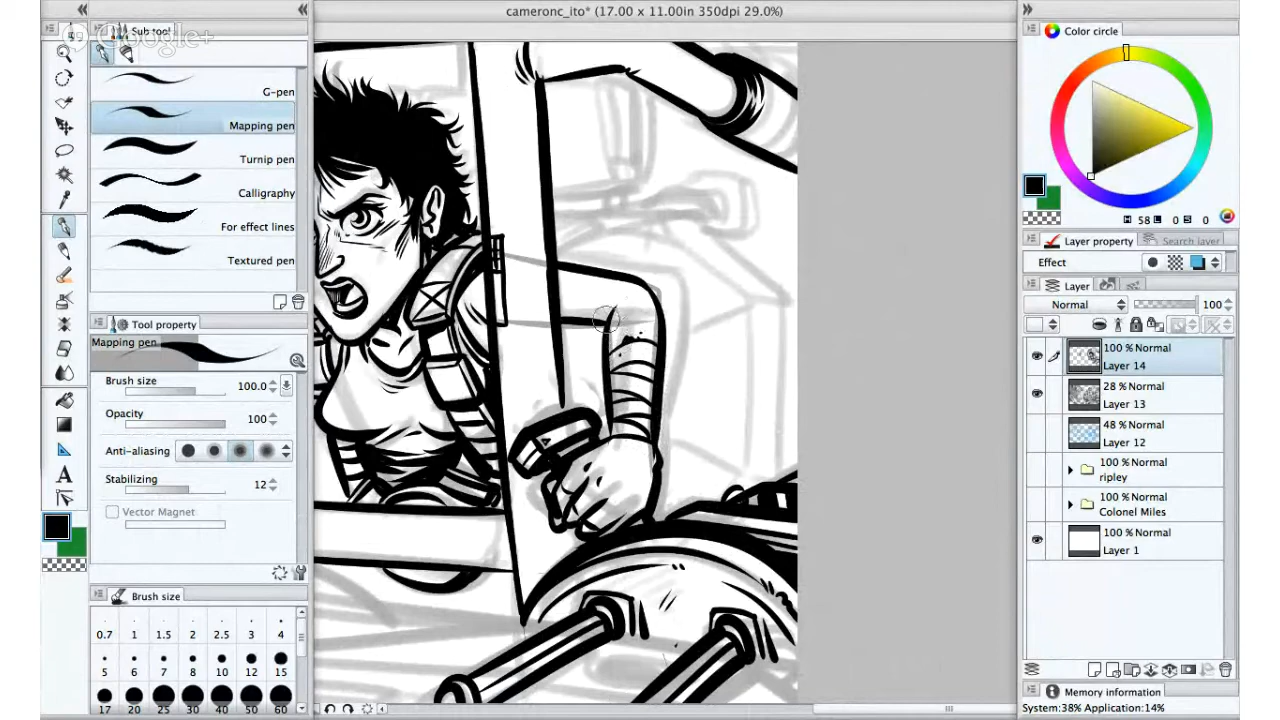 cameronc_ito* (17.00 x 11.00in 350dpi 29.0%)
Google+
Sub tool
G-pen
Mapping pen
Turnip pen
Calligraphy
For effect lines
Textured pen
Tool property
Mapping pen
Brush size
100.0
Opacity
100
Anti-aliasing
Stabilizing
12
Vector Magnet
Brush size
0.7 1 1.5 2 2.5 3 4
5 6 7 8 10 12 15
17 20 25 30 40 50 60
Color circle
H 58 L 0 S 0
Layer property
Search layer
Effect
Layer
Normal
100
100 % Normal
Layer 14
28 % Normal
Layer 13
48 % Normal
Layer 12
100 % Normal
ripley
100 % Normal
Colonel Miles
100 % Normal
Layer 1
Memory information
System:38% Application:14%